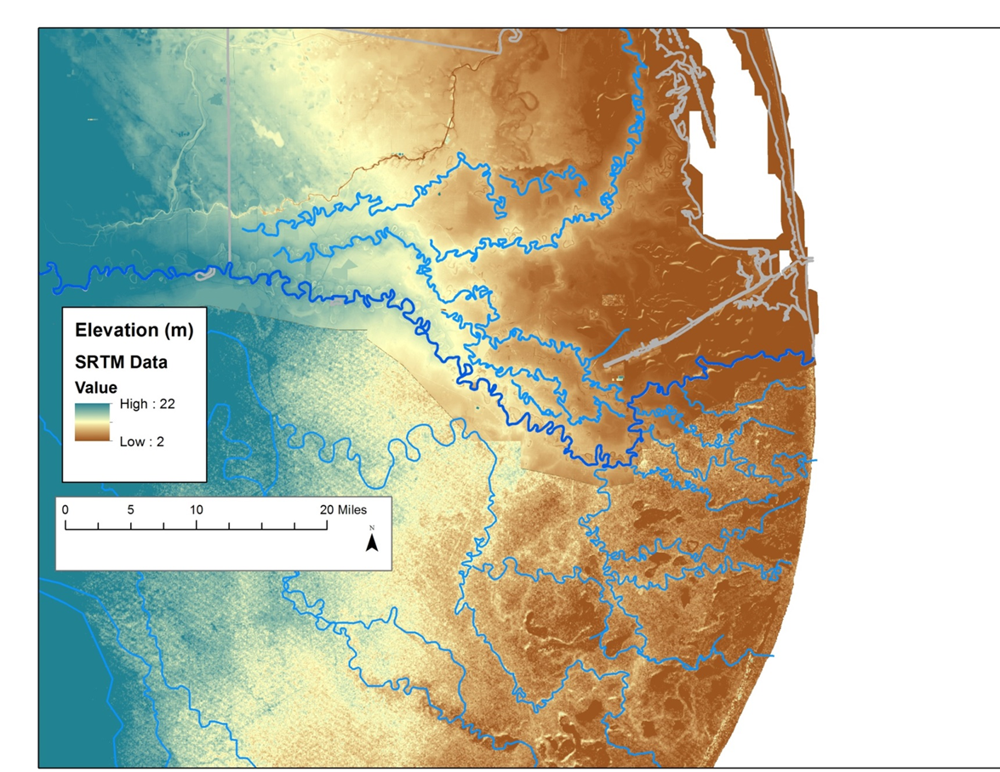 Elevation (m)
SRTM Data
Value
High : 22
Low : 2
0 5 10 20 Miles
N